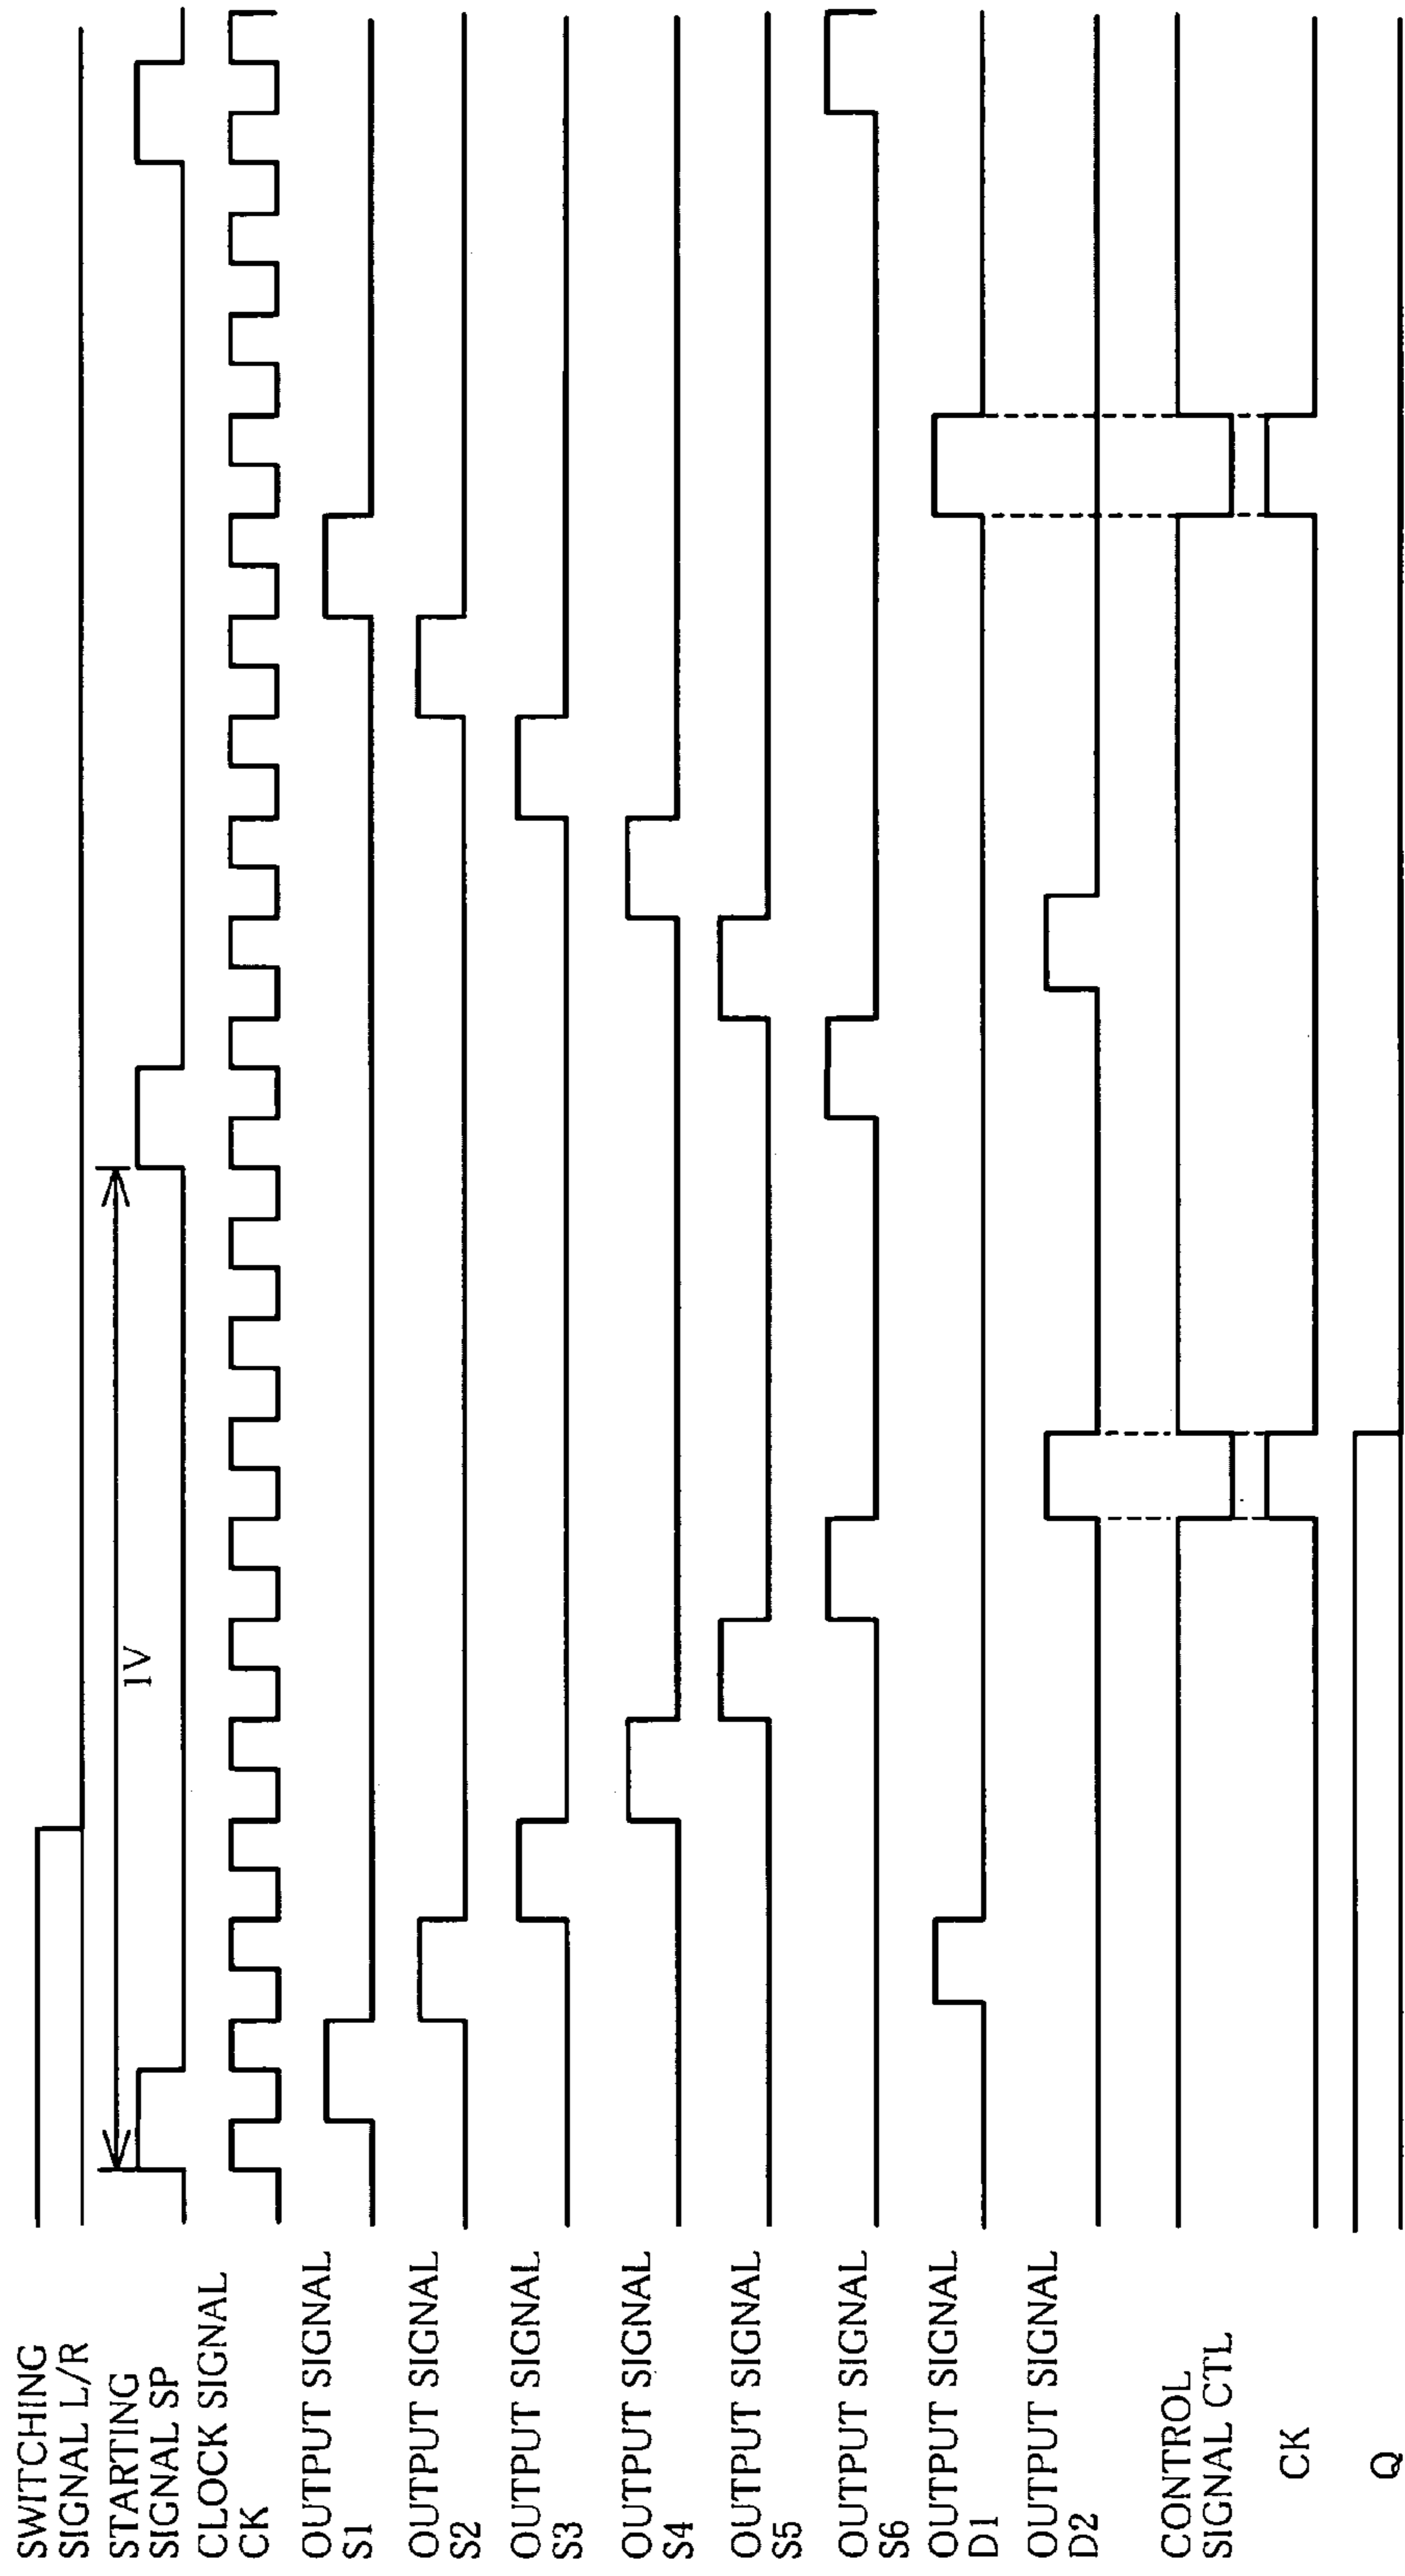 SWITCHING
SIGNAL L/R
STARTING
SIGNAL SP
1V
CLOCK SIGNAL
CK
OUTPUT SIGNAL
S1
OUTPUT SIGNAL
S2
OUTPUT SIGNAL
S3
OUTPUT SIGNAL
S4
OUTPUT SIGNAL
S5
OUTPUT SIGNAL
S6
OUTPUT SIGNAL
D1
OUTPUT SIGNAL
D2
CONTROL
SIGNAL CTL
CK
Q